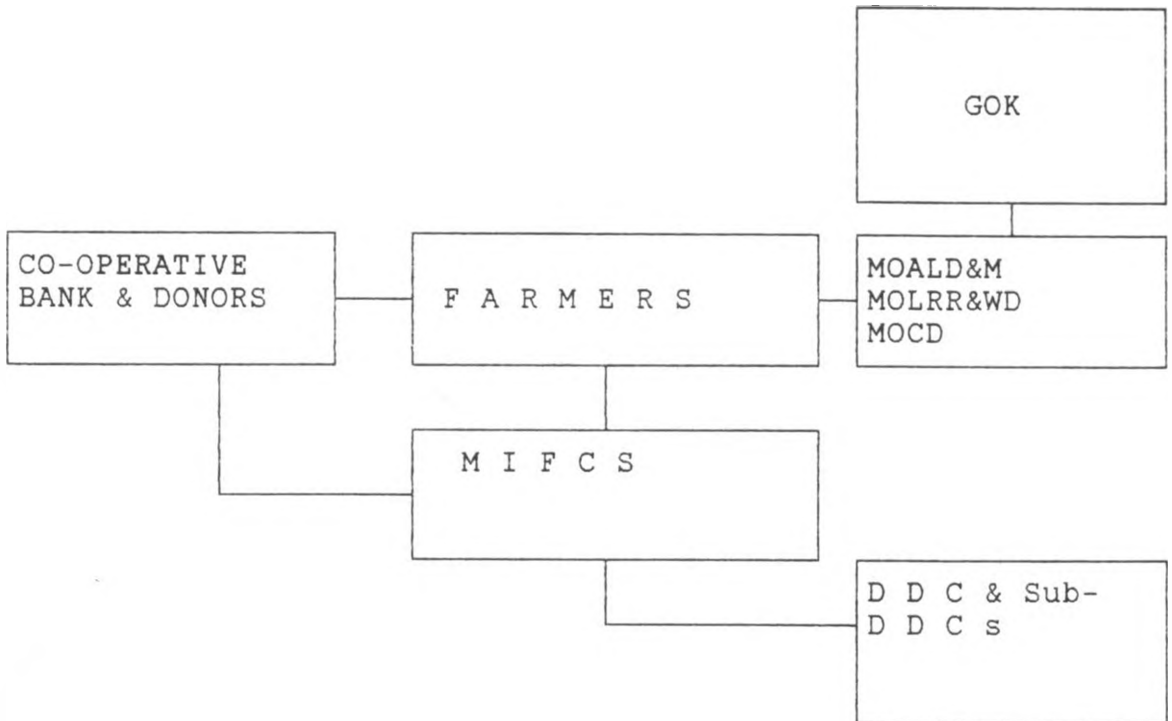 GOK
CO-OPERATIVE
BANK & DONORS
F A R M E R S
MOALD&M
MOLRR&WD
MOCD
M I F C S
D D C & Sub-
D D C s